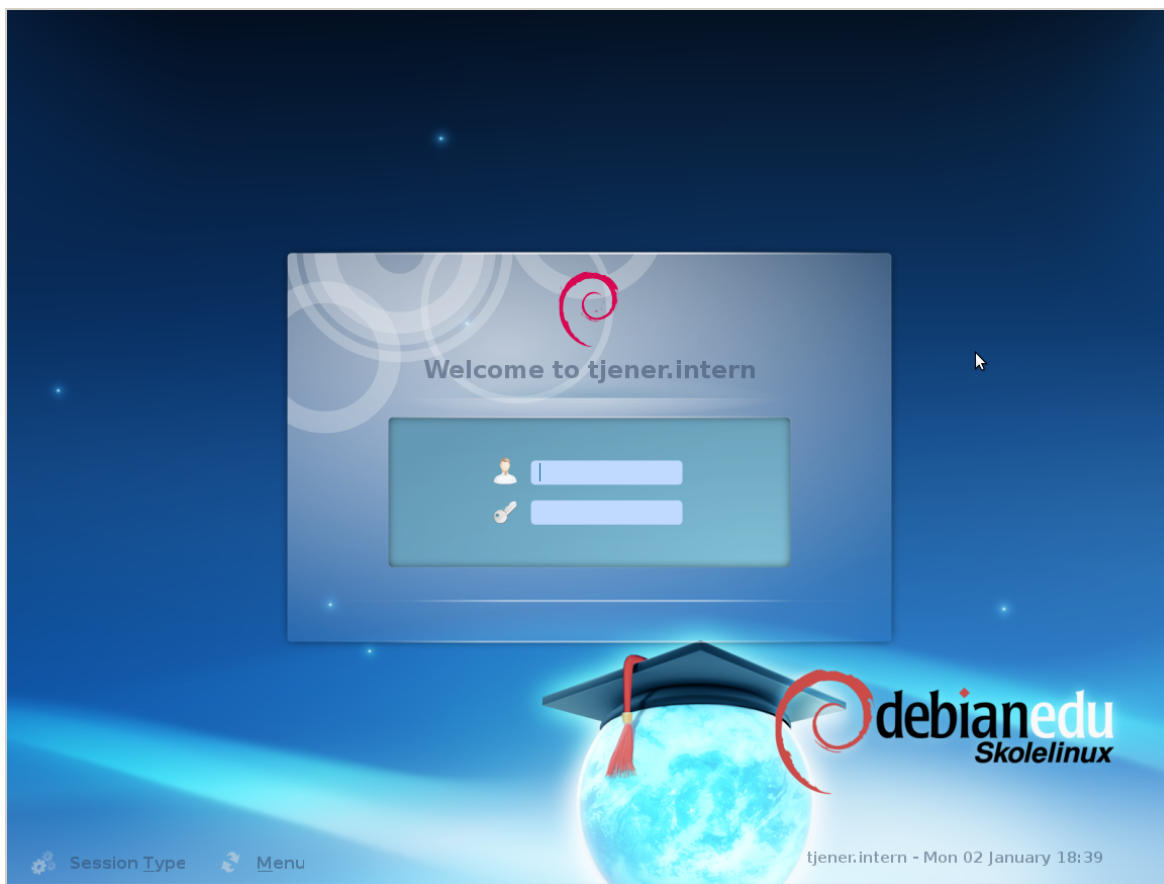 Welcome to tjener.intern
debianedu
Skolelinux
Session Type
Menu
tjener.intern - Mon 02 January 18:39